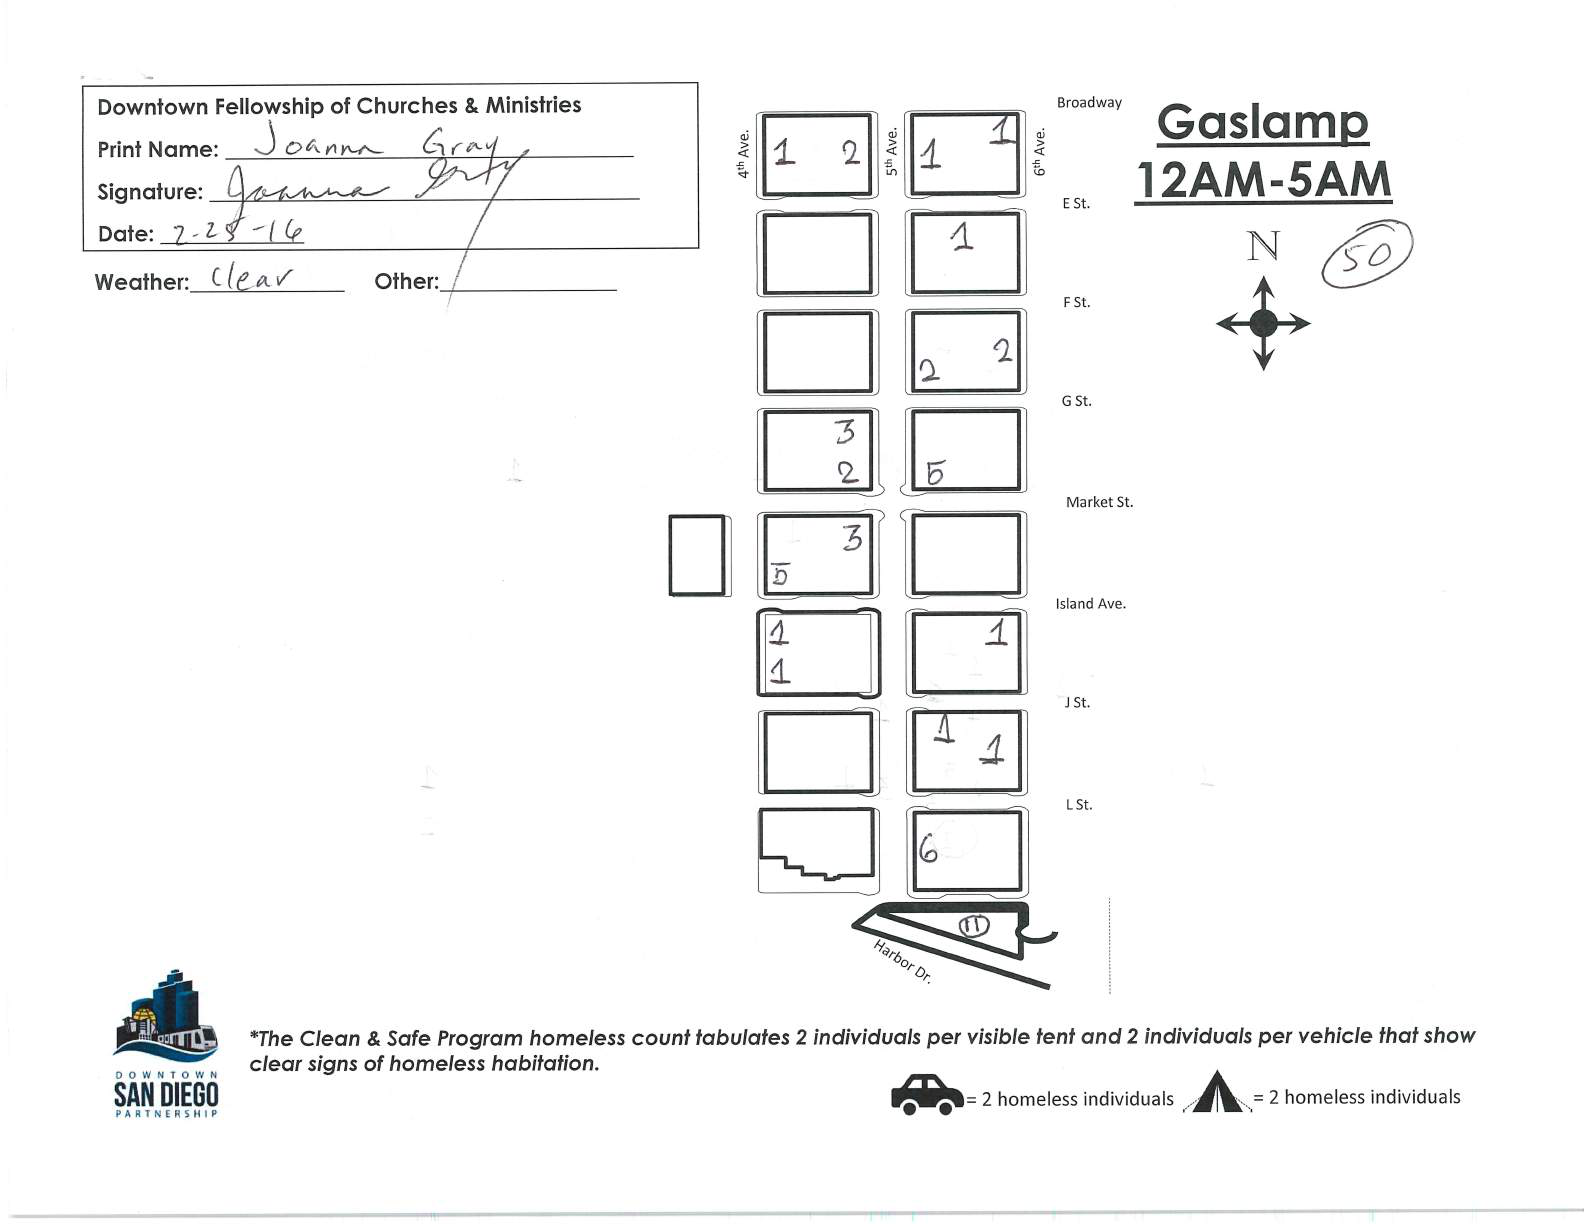 Downtown Fellowship of Churches & Ministries
Print Name: Joanna Gray
Signature: Joanna Gray
Date: 2-25-16
Weather: Clear Other:
Gaslamp
12AM-5AM
N
50
4th Ave.
5th Ave.
6th Ave.
Broadway
1 2 1 1
E St.
1
F St.
2 2
G St.
3
2 5
Market St.
3
5
Island Ave.
1 1
1
J St.
1 1
L St.
6
11
Harbor Dr.
*The Clean & Safe Program homeless count tabulates 2 individuals per visible tent and 2 individuals per vehicle that show
clear signs of homeless habitation.
= 2 homeless individuals = 2 homeless individuals
DOWNTOWN
SAN DIEGO
PARTNERSHIP